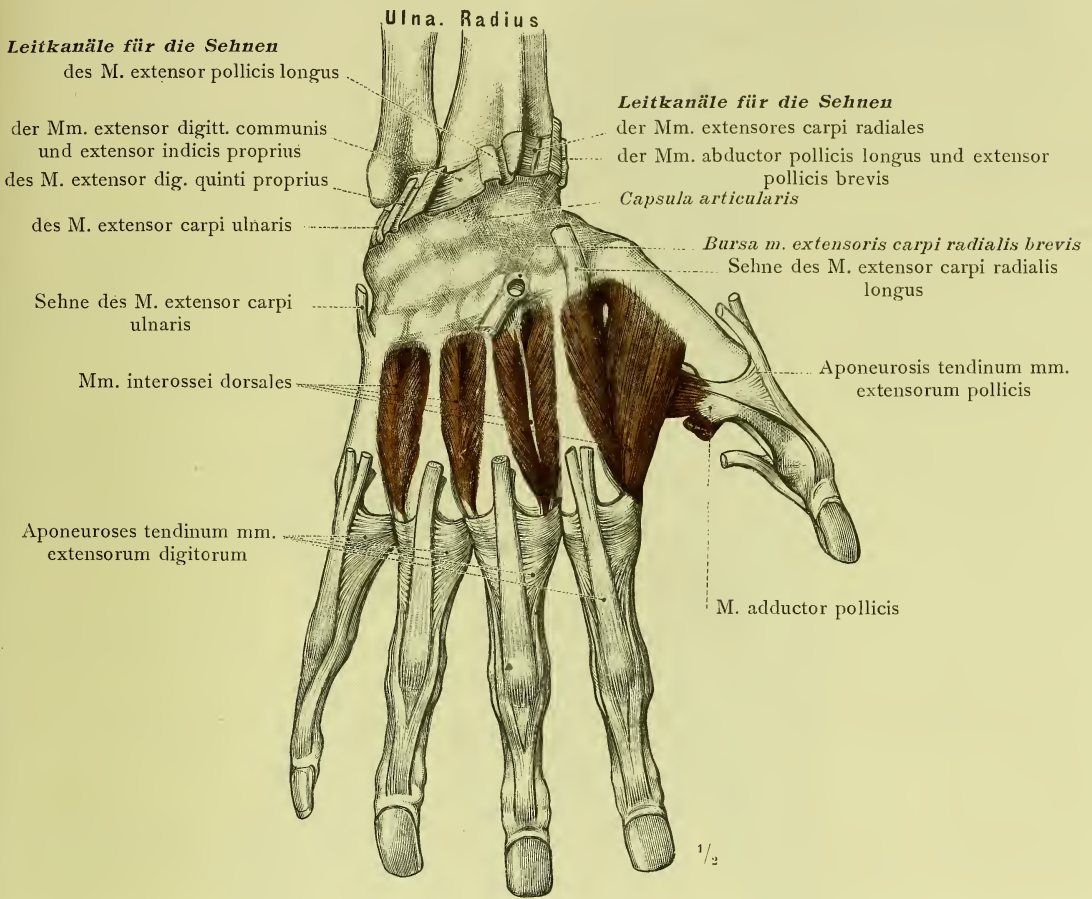 Ulna. Radius
Leitkanäle für die Sehnen
des M. extensor pollicis longus
der Mm. extensor digitt. communis
und extensor indicis proprius
des M. extensor dig. quinti proprius
des M. extensor carpi ulnaris
Sehne des M. extensor carpi
ulnaris
Mm. interossei dorsales
Aponeuroses tendinum mm.
extensorum digitorum
Leitkanäle für die Sehnen
der Mm. extensores carpi radiales
der Mm. abductor pollicis longus und extensor
pollicis brevis
Capsula articularis
Bursa m. extensoris carpi radialis brevis
Sehne des M. extensor carpi radialis
longus
Aponeurosis tendinum mm.
extensorum pollicis
M. adductor pollicis
1/2